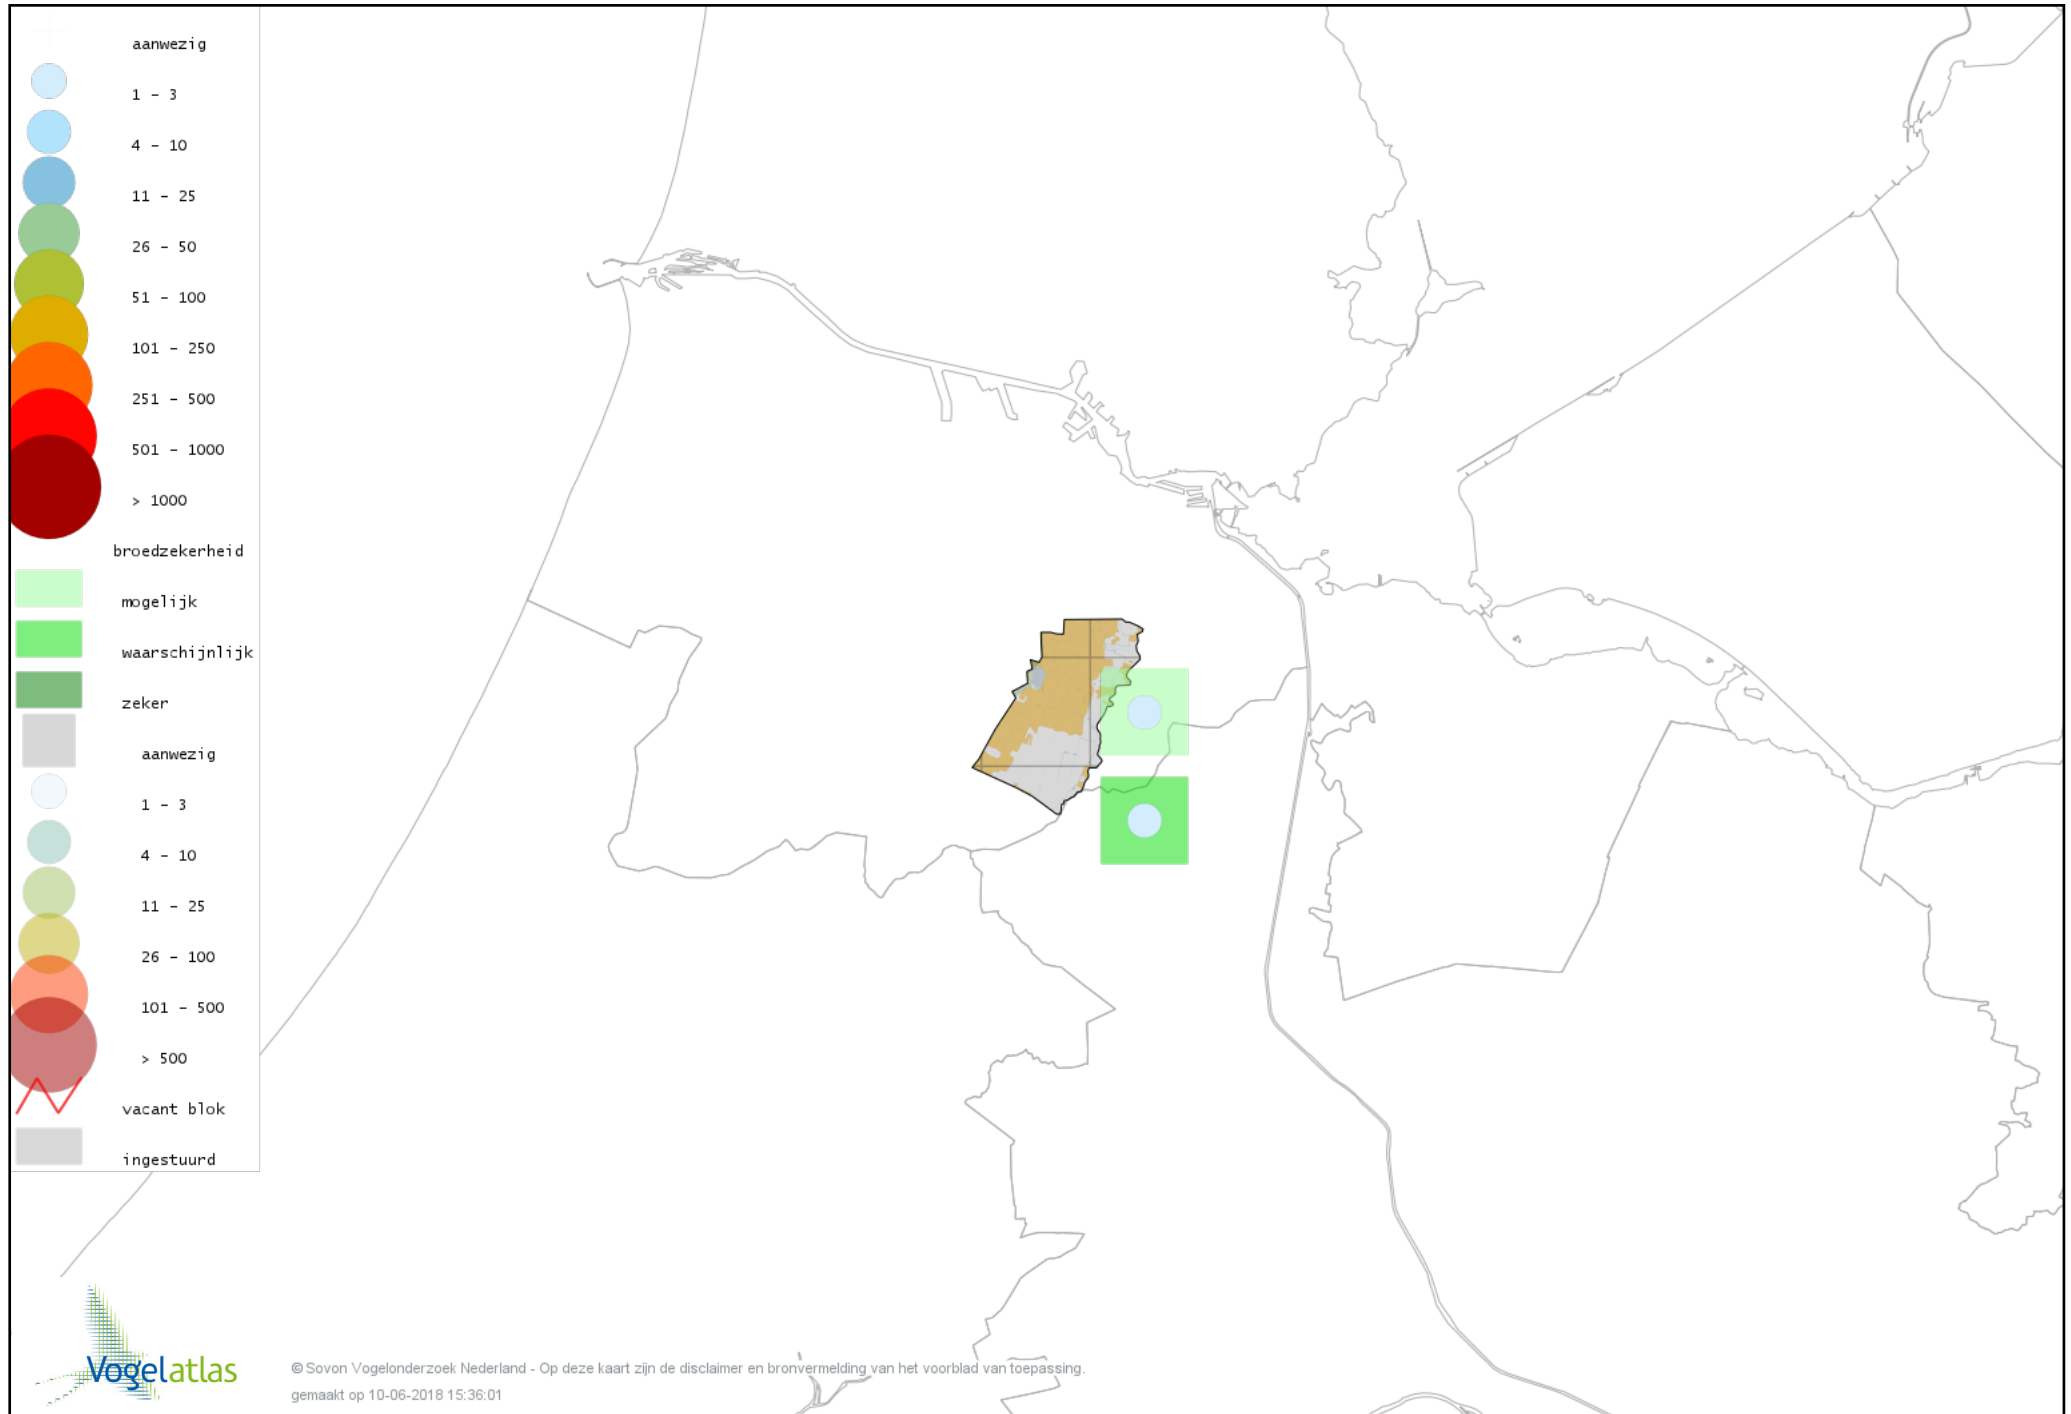 aanwezig
1 - 3
4 - 10
11 - 25
26 - 50
51 - 100
101 - 250
251 - 500
501 - 1000
> 1000
broedzekerheid
mogelijk
waarschijnlijk
zeker
aanwezig
1 - 3
4 - 10
11 - 25
26 - 100
101 - 500
> 500
vacant blok
ingestuurd
Vogelatlas
© Sovon Vogelonderzoek Nederland - Op deze kaart zijn de disclaimer en bronvermelding van het voorblad van toepassing.
gemaakt op 10-06-2018 15:36:01